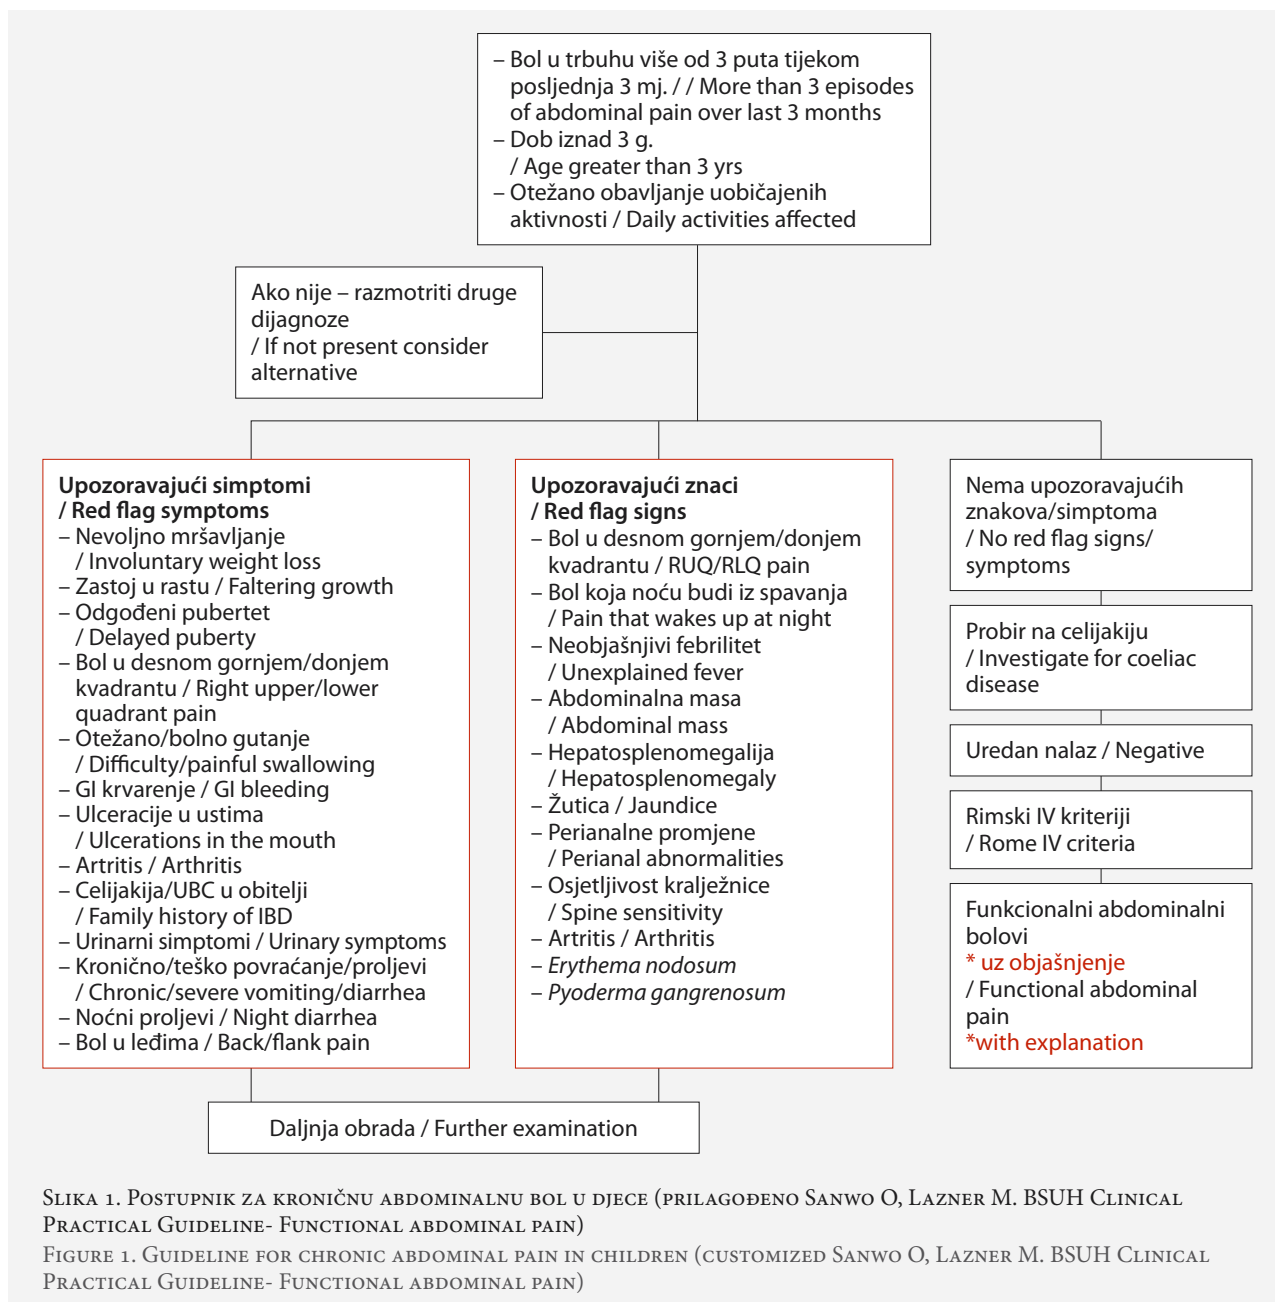 – Bol u trbuhu više od 3 puta tijekom
posljednja 3 mj. / / More than 3 episodes
of abdominal pain over last 3 months
– Dob iznad 3 g.
/ Age greater than 3 yrs
– Otežano obavljanje uobičajenih
aktivnosti / Daily activities affected
Ako nije – razmotriti druge
dijagnoze
/ If not present consider
alternative
Upozoravajući simptomi
/ Red flag symptoms
– Nevoljno mršavljanje
/ Involuntary weight loss
– Zastoj u rastu / Faltering growth
– Odgođeni pubertet
/ Delayed puberty
– Bol u desnom gornjem/donjem
kvadrantu / Right upper/lower
quadrant pain
– Otežano/bolno gutanje
/ Difficulty/painful swallowing
– GI krvarenje / GI bleeding
– Ulceracije u ustima
/ Ulcerations in the mouth
– Artritis / Arthritis
– Celijakija/UBC u obitelji
/ Family history of IBD
– Urinarni simptomi / Urinary symptoms
– Kronično/teško povraćanje/proljevi
/ Chronic/severe vomiting/diarrhea
– Noćni proljevi / Night diarrhea
– Bol u leđima / Back/flank pain
Upozoravajući znaci
/ Red flag signs
– Bol u desnom gornjem/donjem
kvadrantu / RUQ/RLQ pain
– Bol koja noću budi iz spavanja
/ Pain that wakes up at night
– Neobjašnjivi febrilitet
/ Unexplained fever
– Abdominalna masa
/ Abdominal mass
– Hepatosplenomegalija
/ Hepatosplenomegaly
– Žutica / Jaundice
– Perianalne promjene
/ Perianal abnormalities
– Osjetljivost kralježnice
/ Spine sensitivity
– Artritis / Arthritis
– Erythema nodosum
– Pyoderma gangrenosum
Nema upozoravajućih
znakova/simptoma
/ No red flag signs/
symptoms
Probir na celijakiju
/ Investigate for coeliac
disease
Uredan nalaz / Negative
Rimski IV kriteriji
/ Rome IV criteria
Funkcionalni abdominalni
bolovi
* uz objašnjenje
/ Functional abdominal
pain
*with explanation
Daljnja obrada / Further examination
Slika 1. Postupnik za kroničnu abdominalnu bol u djece (prilagođeno Sanwo O, Lazner M. BSUH Clinical
Practical Guideline- Functional abdominal pain)
Figure 1. Guideline for chronic abdominal pain in children (customized Sanwo O, Lazner M. BSUH Clinical
Practical Guideline- Functional abdominal pain)